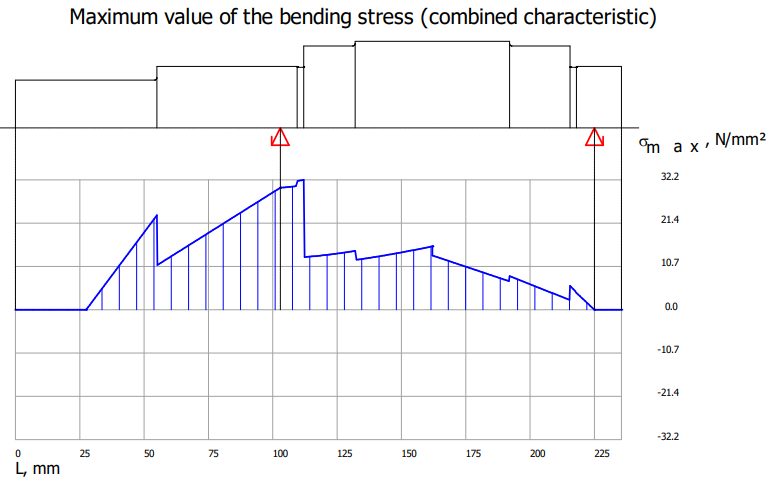 Maximum value of the bending stress (combined characteristic)
σm a x , N/mm²
32.2
21.4
10.7
0.0
-10.7
-21.4
-32.2
0 25 50 75 100 125 150 175 200 225
L, mm